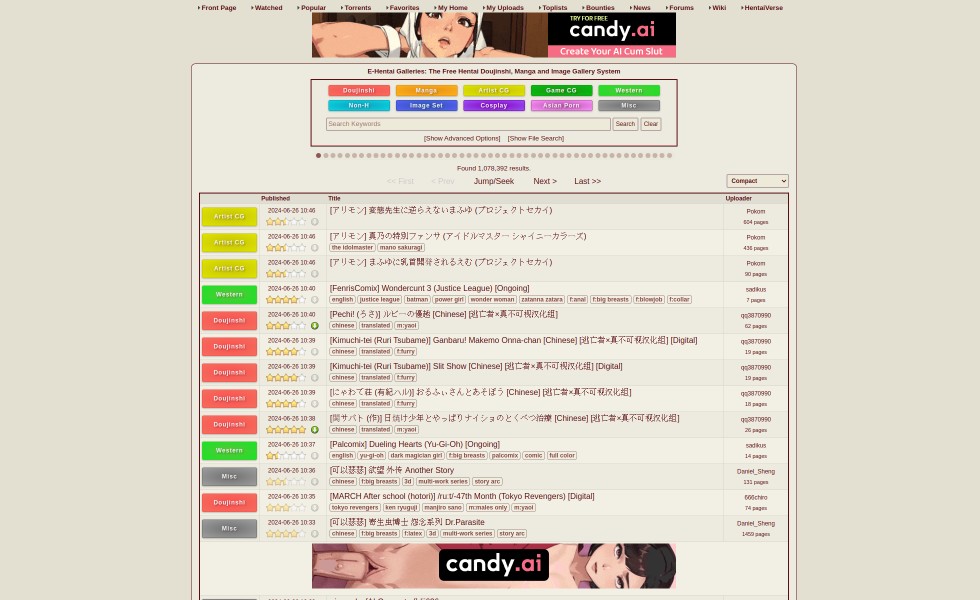 Front Page Watched Popular Torrents Favorites My Home My Uploads Toplists Bounties News Forums Wiki HentaiVerse
TRY FOR FREE
candy.ai
Create Your AI Cum Slut
E-Hentai Galleries: The Free Hentai Doujinshi, Manga and Image Gallery System
Doujinshi Manga Artist CG Game CG Western
Non-H Image Set Cosplay Asian Porn Misc
Search Keywords Search Clear
[Show Advanced Options] [Show File Search]
Found 1,078,392 results.
<< First < Prev Jump/Seek Next > Last >> Compact
Published Title Uploader
Artist CG 2024-06-26 10:46 [アリモン] 変態先生に逆らえないまふゆ (プロジェクトセカイ) Pokom
604 pages
Artist CG 2024-06-26 10:46 [アリモン] 真乃の特別ファンサ (アイドルマスター シャイニーカラーズ) Pokom
the idolmaster mano sakuragi 436 pages
Artist CG 2024-06-26 10:46 [アリモン] まふゆに乳首開発されるえむ (プロジェクトセカイ) Pokom
90 pages
Western 2024-06-26 10:40 [FenrisComix] Wondercunt 3 (Justice League) [Ongoing] sadikus
english justice league batman power girl wonder woman zatanna zatara f:anal f:big breasts f:blowjob f:collar 7 pages
Doujinshi 2024-06-26 10:40 [Pechi! (ろさ)] ルビーの優越 [Chinese] [逃亡者×真不可视汉化组] qq3870990
chinese translated m:yaoi 62 pages
Doujinshi 2024-06-26 10:39 [Kimuchi-tei (Ruri Tsubame)] Ganbaru! Makemo Onna-chan [Chinese] [逃亡者×真不可视汉化组] [Digital] qq3870990
chinese translated f:furry 19 pages
Doujinshi 2024-06-26 10:39 [Kimuchi-tei (Ruri Tsubame)] Slit Show [Chinese] [逃亡者×真不可视汉化组] [Digital] qq3870990
chinese translated f:furry 19 pages
Doujinshi 2024-06-26 10:39 [にゃわて荘 (有紀ハル)] おるふぃさんとあそぼう [Chinese] [逃亡者×真不可视汉化组] qq3870990
chinese translated f:furry 18 pages
Doujinshi 2024-06-26 10:38 [関サバト (作)] 日焼け少年とやっぱりナイショのとくべつ治療 [Chinese] [逃亡者×真不可视汉化组] qq3870990
chinese translated m:yaoi 26 pages
Western 2024-06-26 10:37 [Palcomix] Dueling Hearts (Yu-Gi-Oh) [Ongoing] sadikus
english yu-gi-oh dark magician girl f:big breasts palcomix comic full color 14 pages
Misc 2024-06-26 10:36 [可以瑟瑟] 欲望 外传 Another Story Daniel_Sheng
chinese f:big breasts 3d multi-work series story arc 131 pages
Doujinshi 2024-06-26 10:35 [MARCH After school (hotori)] /ru:t/-47th Month (Tokyo Revengers) [Digital] 666chiro
tokyo revengers ken ryuguji manjiro sano m:males only m:yaoi 74 pages
Misc 2024-06-26 10:33 [可以瑟瑟] 寄生虫博士 怨念系列 Dr.Parasite Daniel_Sheng
chinese f:big breasts f:latex 3d multi-work series story arc 1459 pages
candy.ai